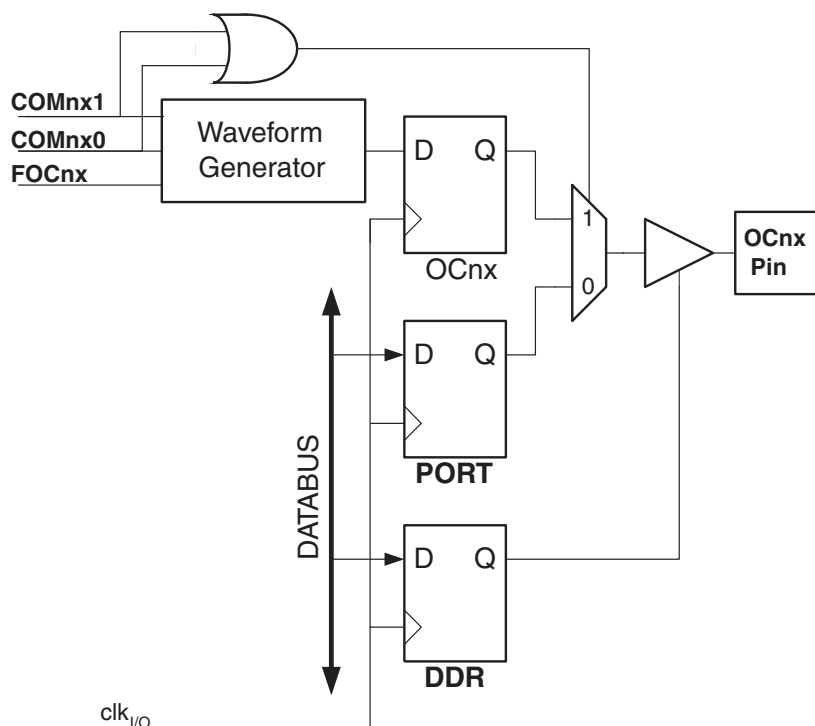 COMnx1
COMnx0
FOCnx
Waveform
Generator
D Q
OCnx
1
0
OCnx
Pin
D Q
PORT
DATABUS
D Q
DDR
clkI/O